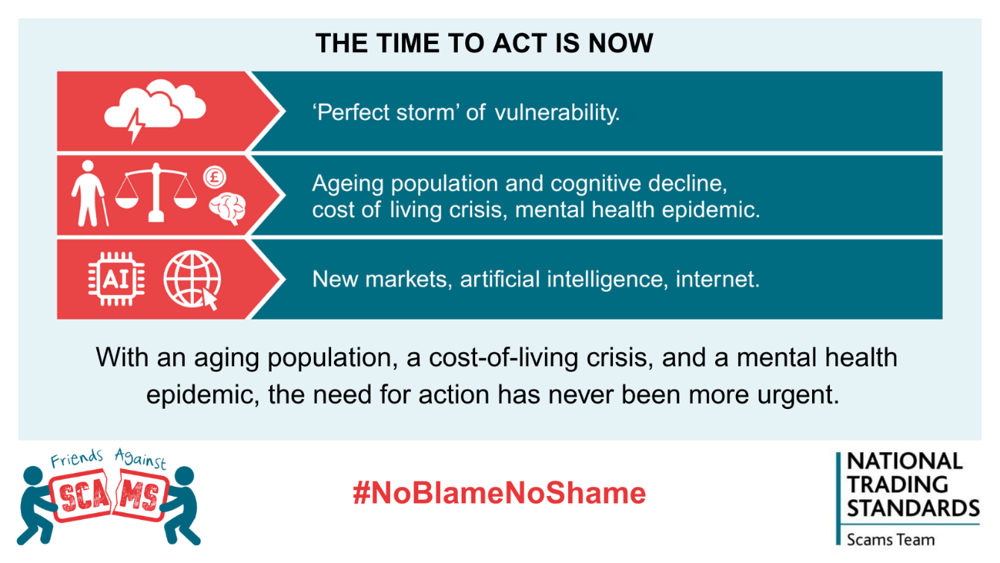 THE TIME TO ACT IS NOW
‘Perfect storm’ of vulnerability.
£
Ageing population and cognitive decline,
cost of living crisis, mental health epidemic.
AI
New markets, artificial intelligence, internet.
With an aging population, a cost-of-living crisis, and a mental health
epidemic, the need for action has never been more urgent.
Friends Against
SCAMS
#NoBlameNoShame
NATIONAL
TRADING
STANDARDS
Scams Team